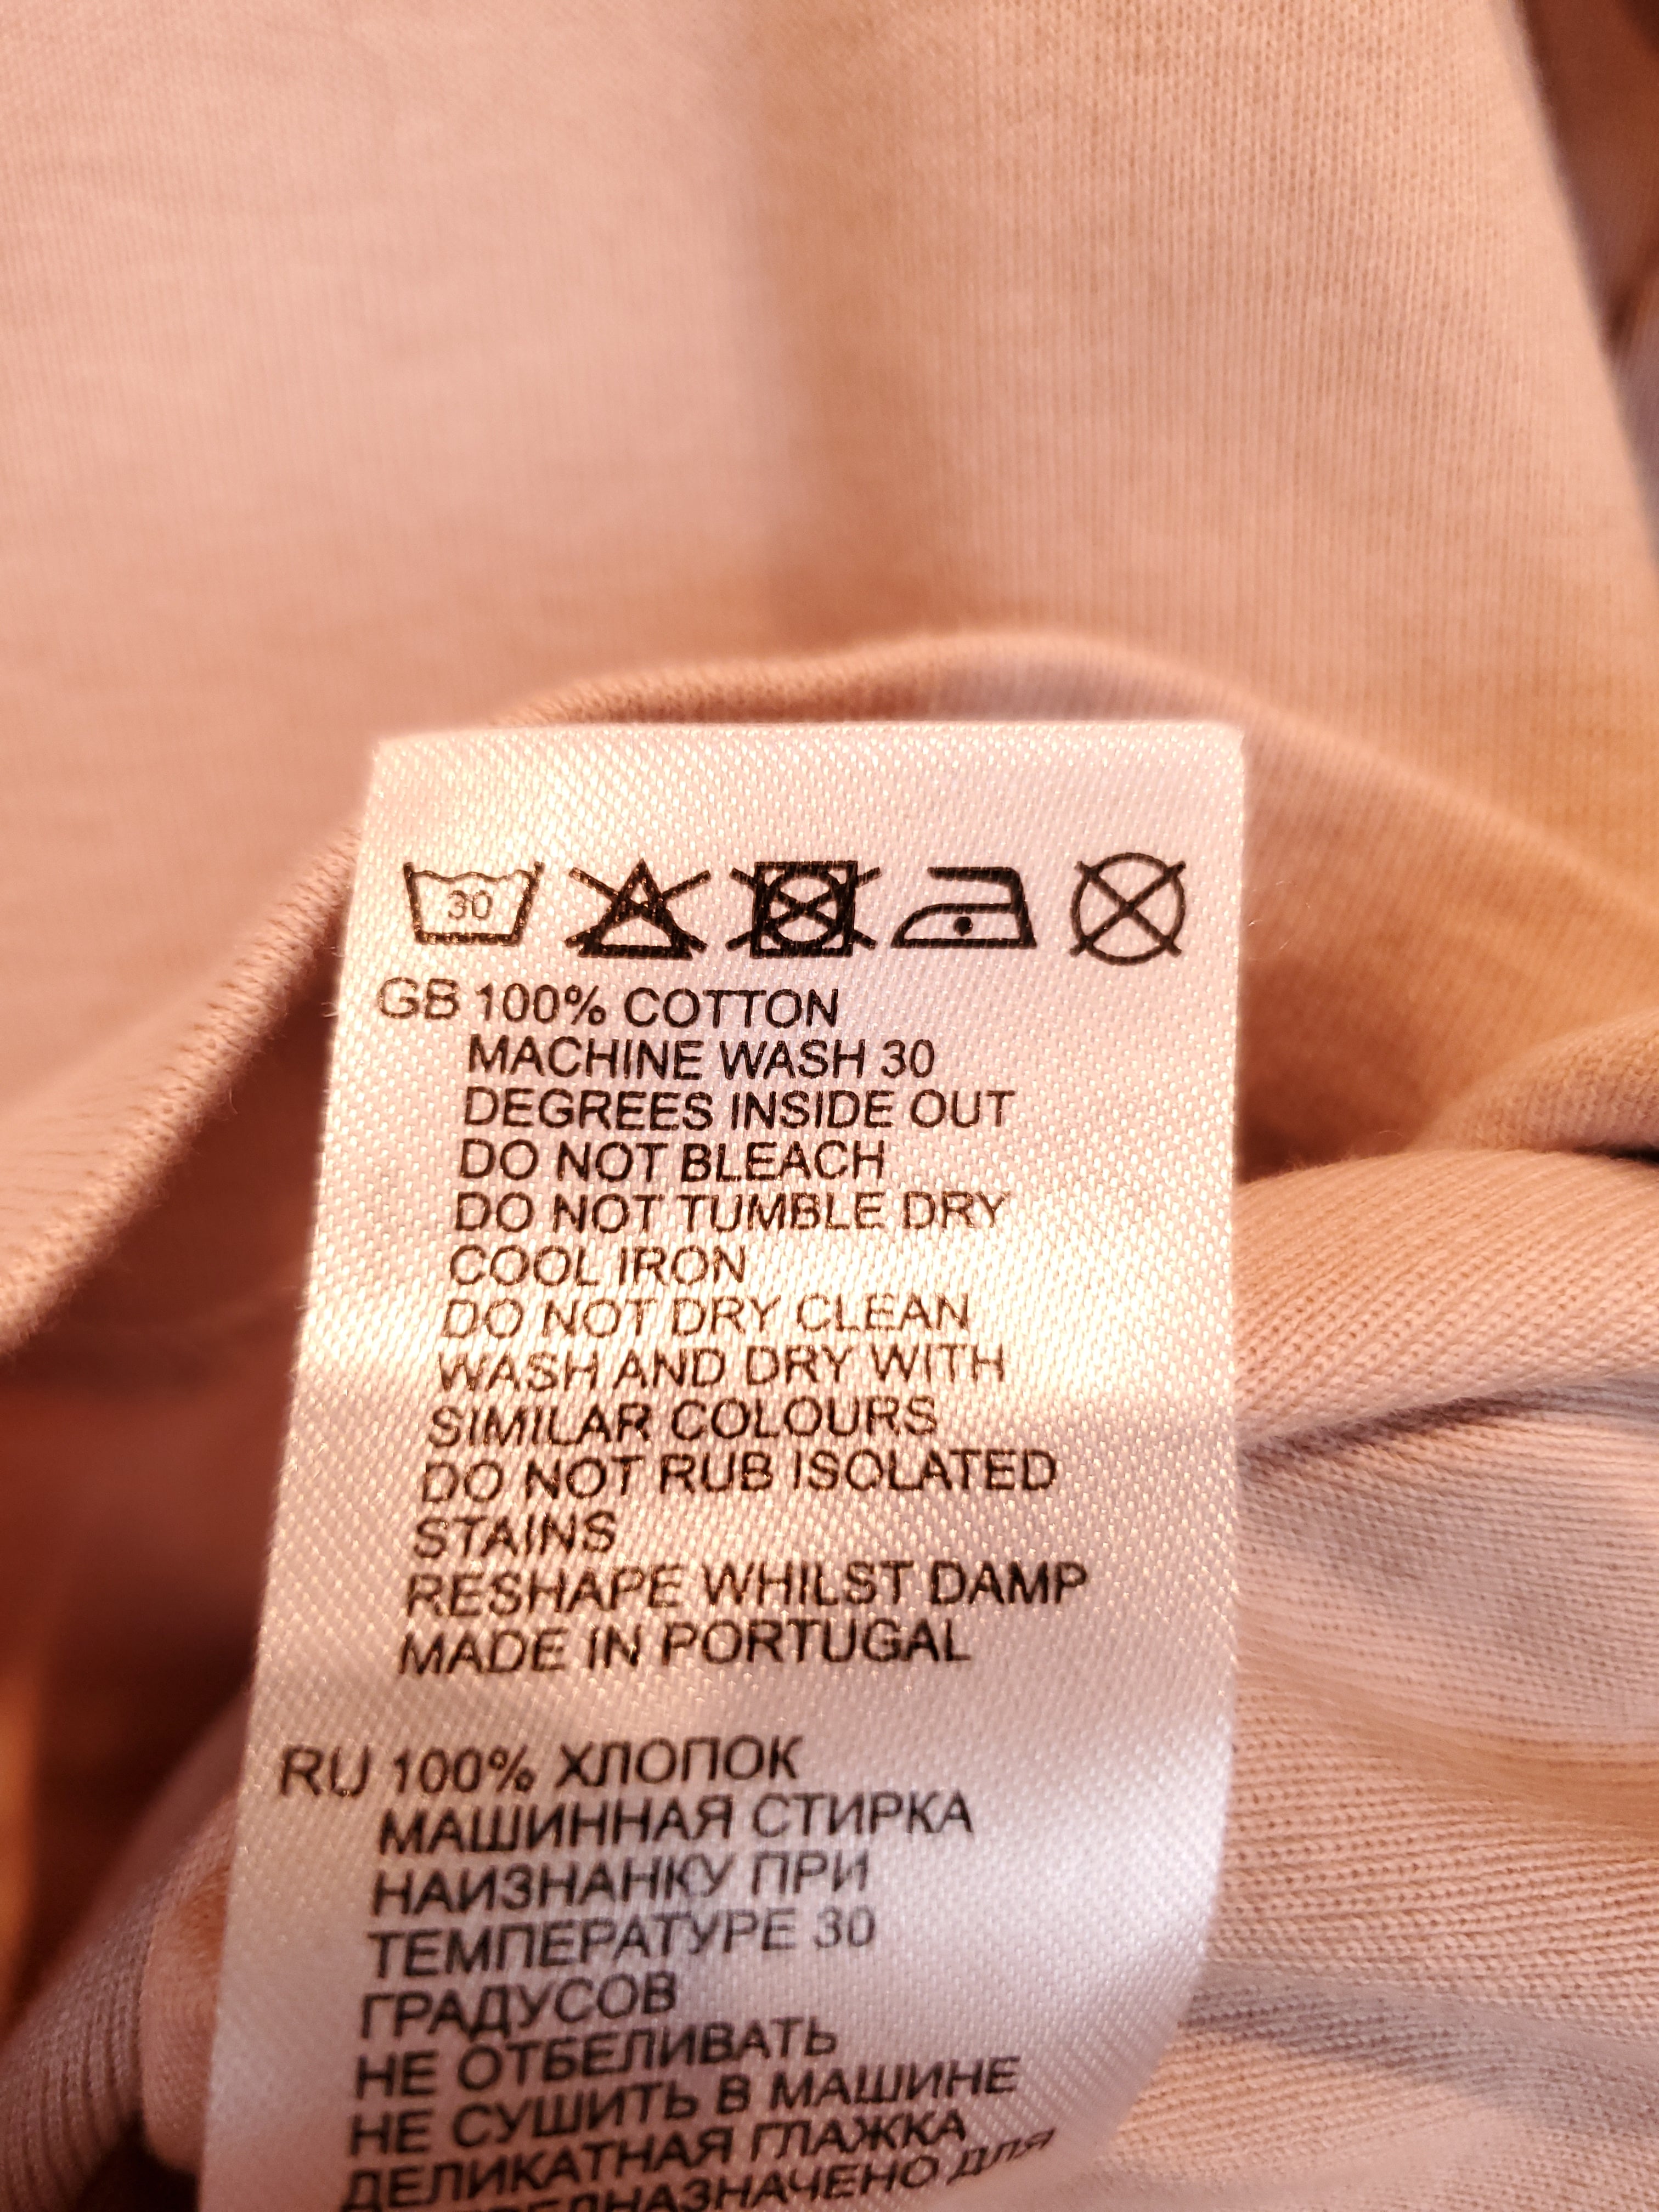 30
GB 100% COTTON
MACHINE WASH 30
DEGREES INSIDE OUT
DO NOT BLEACH
DO NOT TUMBLE DRY
COOL IRON
DO NOT DRY CLEAN
WASH AND DRY WITH
SIMILAR COLOURS
DO NOT RUB ISOLATED
STAINS
RESHAPE WHILST DAMP
MADE IN PORTUGAL
RU 100% ХЛОПОК
МАШИННАЯ СТИРКА
НАИЗНАНКУ ПРИ
ТЕМПЕРАТУРЕ 30
ГРАДУСОВ
НЕ ОТБЕЛИВАТЬ
НЕ СУШИТЬ В МАШИНЕ
ДЕЛИКАТНАЯ ГЛАЖКА
ПРЕДНАЗНАЧЕНО ДЛЯ